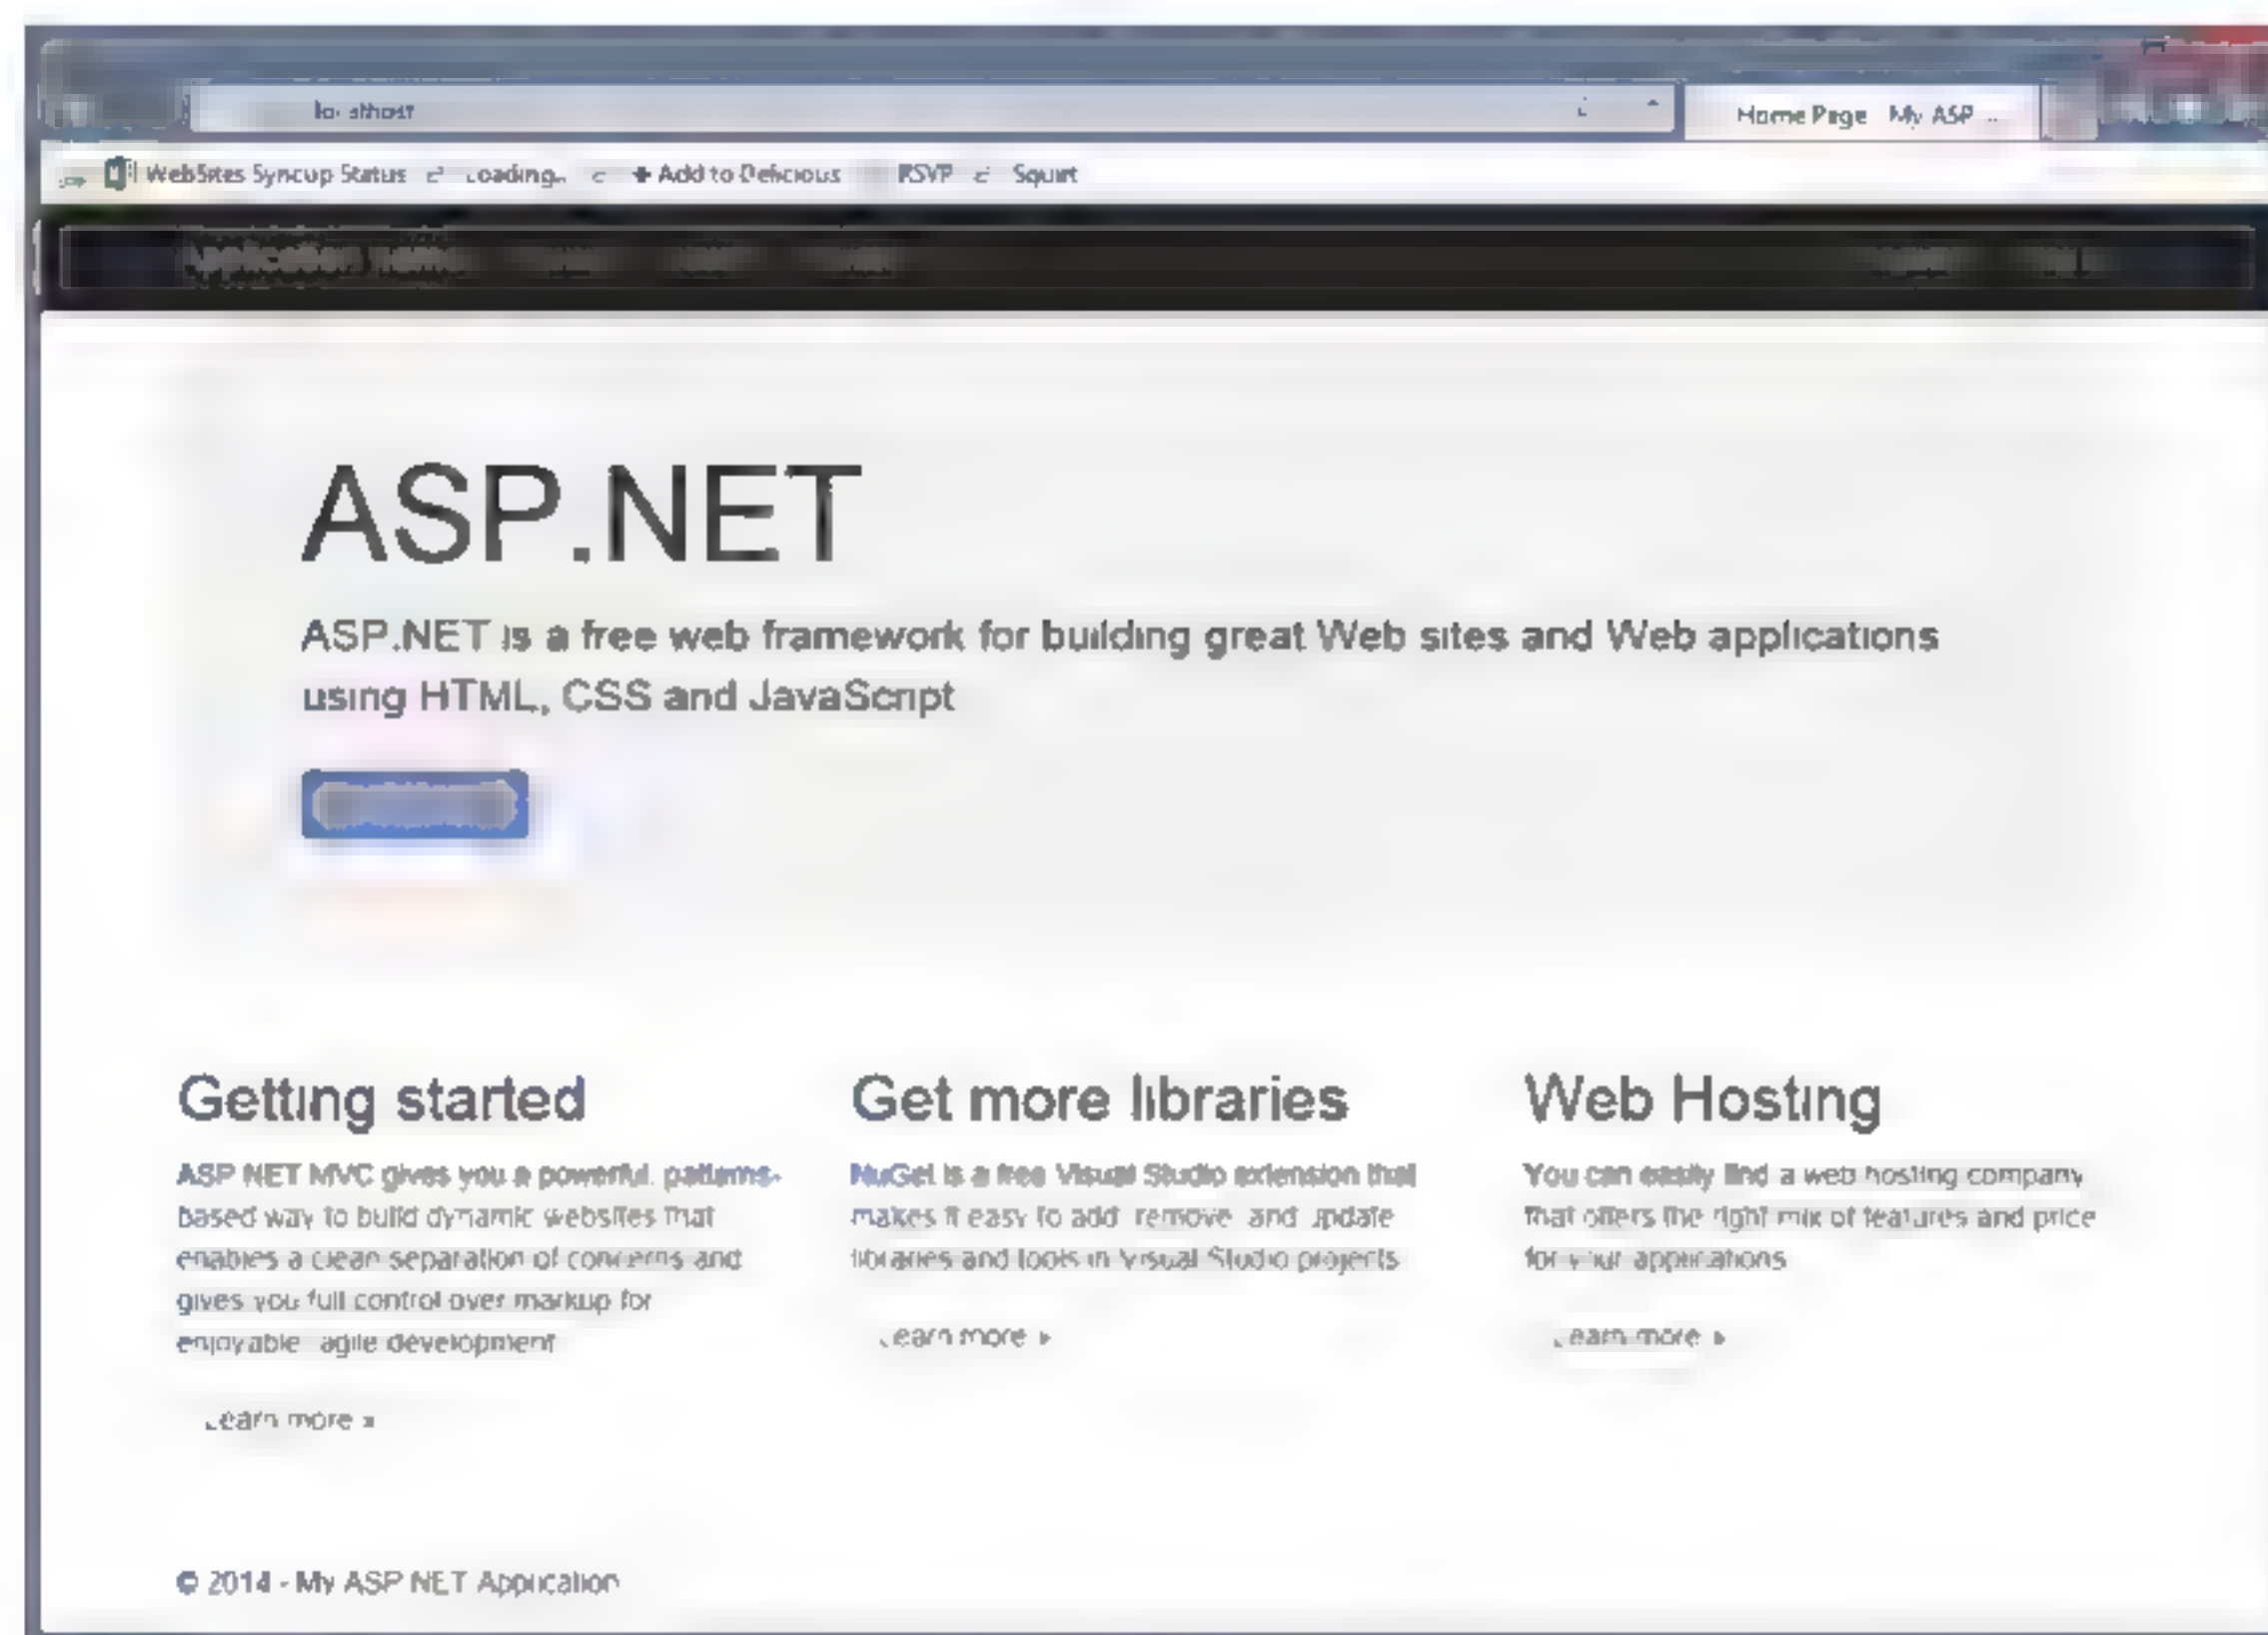 localhost
Home Page My ASP ...
WebSites Syncup Status Loading... Add to Delicious RSVP Squirt
ASP.NET
ASP.NET is a free web framework for building great Web sites and Web applications
using HTML, CSS and JavaScript
Getting started
ASP.NET MVC gives you a powerful, patterns-
based way to build dynamic websites that
enables a clean separation of concerns and
gives you full control over markup for
enjoyable, agile development
Learn more »
Get more libraries
NuGet is a free Visual Studio extension that
makes it easy to add, remove, and update
libraries and tools in Visual Studio projects
Learn more »
Web Hosting
You can easily find a web hosting company
that offers the right mix of features and price
for your applications
Learn more »
© 2014 - My ASP.NET Application